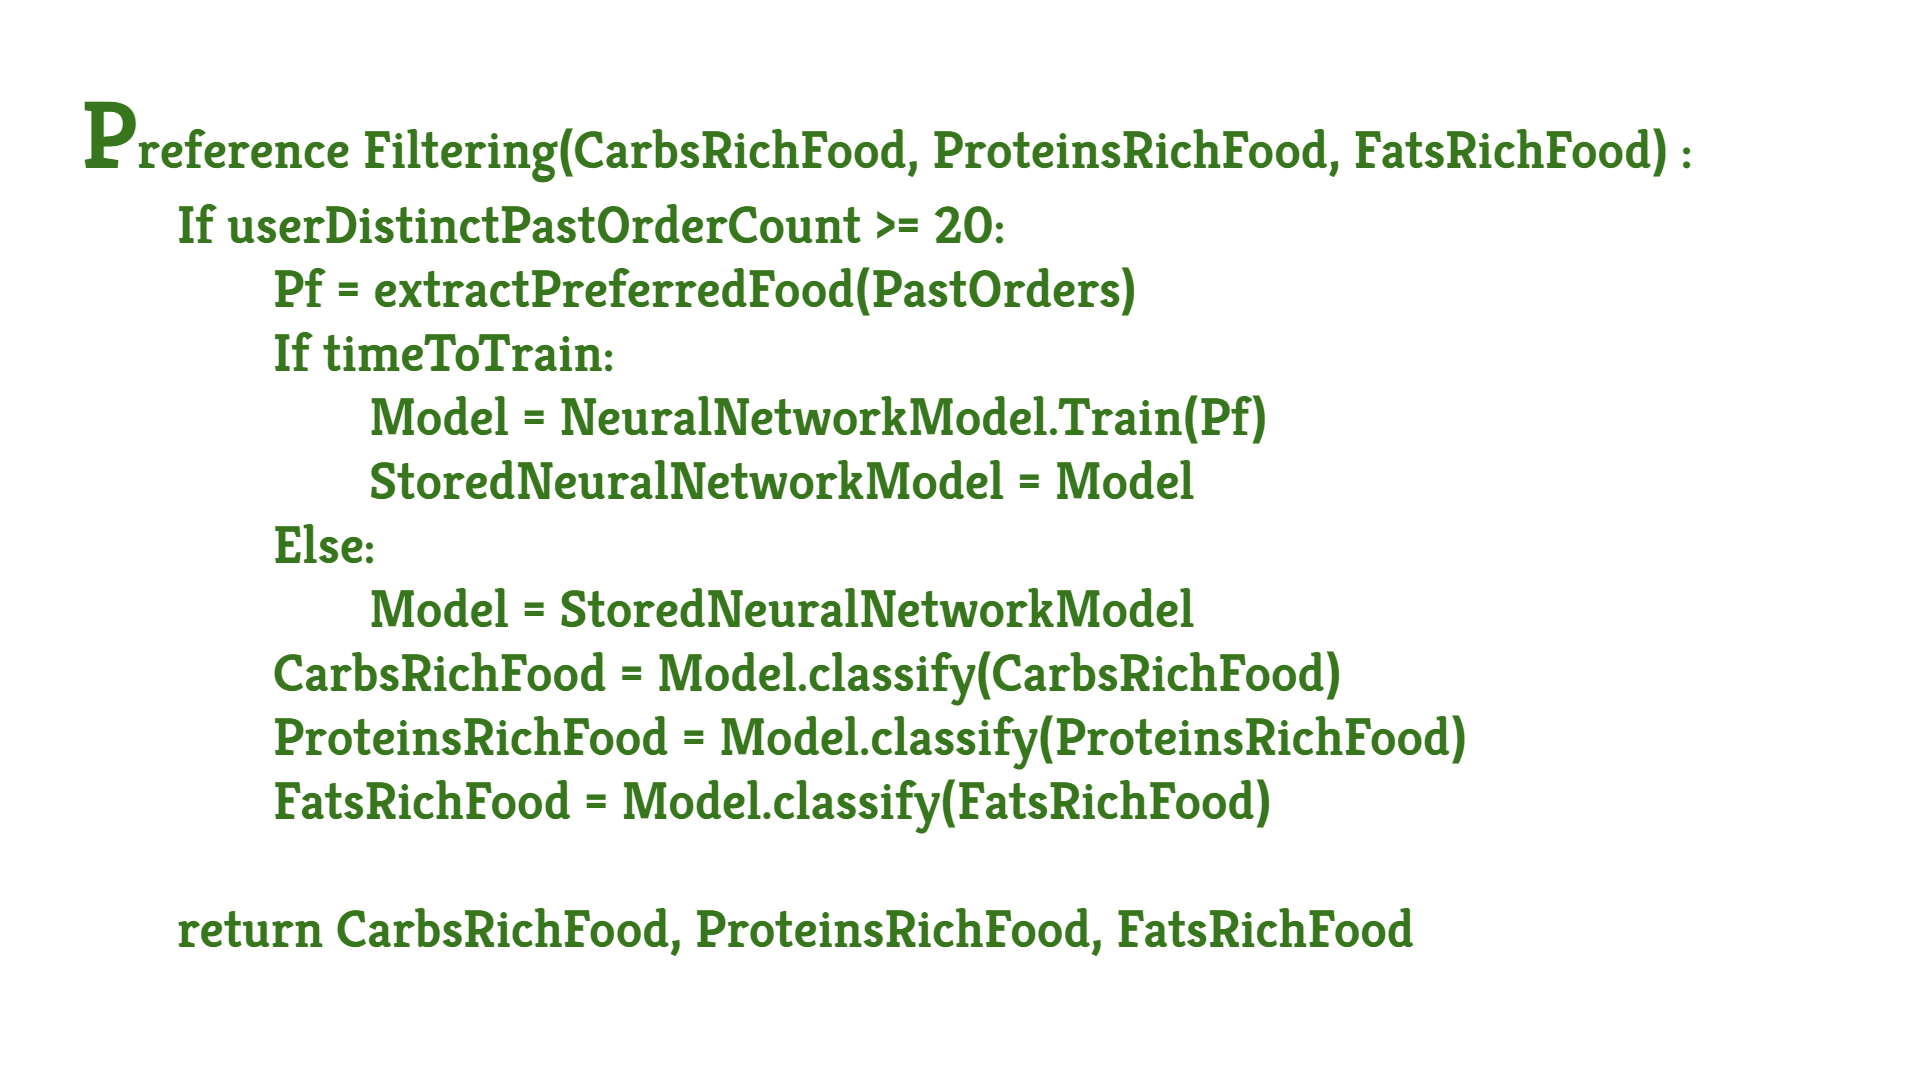 Preference Filtering(CarbsRichFood, ProteinsRichFood, FatsRichFood) :
If userDistinctPastOrderCount >= 20:
Pf = extractPreferredFood(PastOrders)
If timeToTrain:
Model = NeuralNetworkModel.Train(Pf)
StoredNeuralNetworkModel = Model
Else:
Model = StoredNeuralNetworkModel
CarbsRichFood = Model.classify(CarbsRichFood)
ProteinsRichFood = Model.classify(ProteinsRichFood)
FatsRichFood = Model.classify(FatsRichFood)
return CarbsRichFood, ProteinsRichFood, FatsRichFood